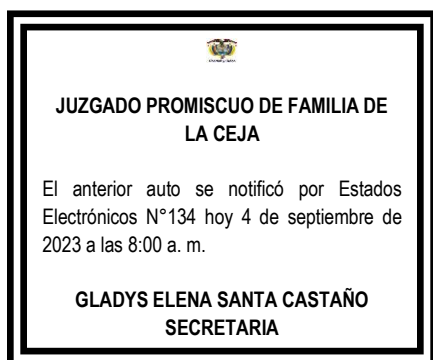 JUZGADO PROMISCUO DE FAMILIA DE
LA CEJA
El anterior auto se notificó por Estados
Electrónicos N°134 hoy 4 de septiembre de
2023 a las 8:00 a. m.
GLADYS ELENA SANTA CASTAÑO
SECRETARIA